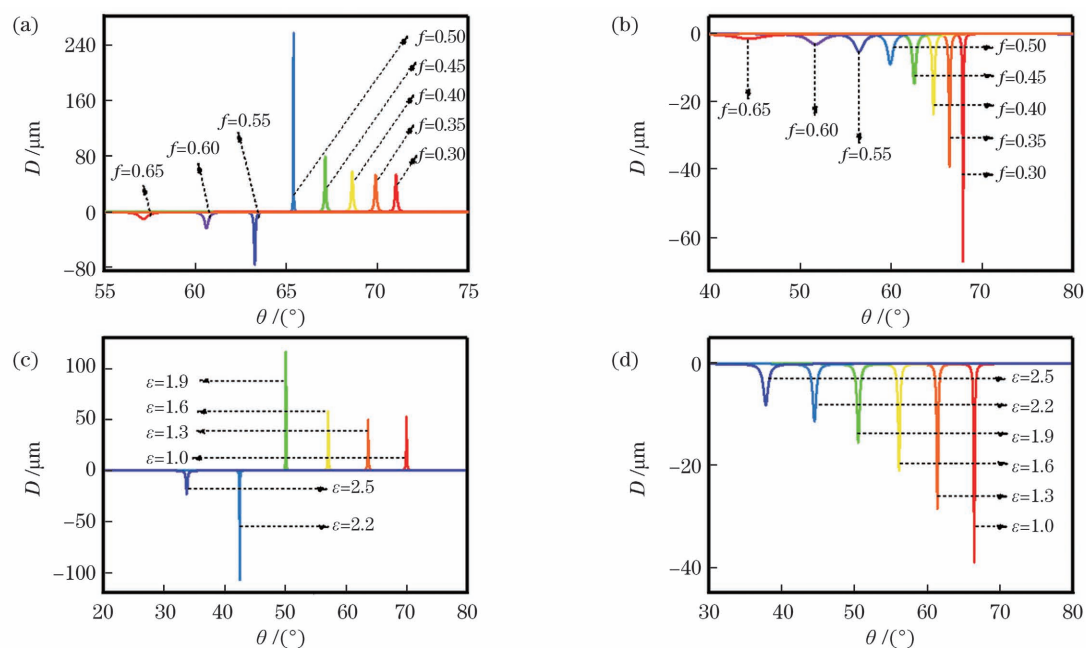 (a)
240
160
80
0
−80
D /μm
55
60
65
70
75
θ /(°)
f=0.65
f=0.60
f=0.55
f=0.50
f=0.45
f=0.40
f=0.35
f=0.30
(b)
0
−20
−40
−60
D /μm
40
50
60
70
80
θ /(°)
f=0.65
f=0.60
f=0.55
f=0.50
f=0.45
f=0.40
f=0.35
f=0.30
(c)
100
50
0
−50
−100
D /μm
20
30
40
50
60
70
80
θ /(°)
ε=1.9
ε=1.6
ε=1.3
ε=1.0
ε=2.5
ε=2.2
(d)
0
−20
−40
D /μm
30
40
50
60
70
80
θ /(°)
ε=2.5
ε=2.2
ε=1.9
ε=1.6
ε=1.3
ε=1.0